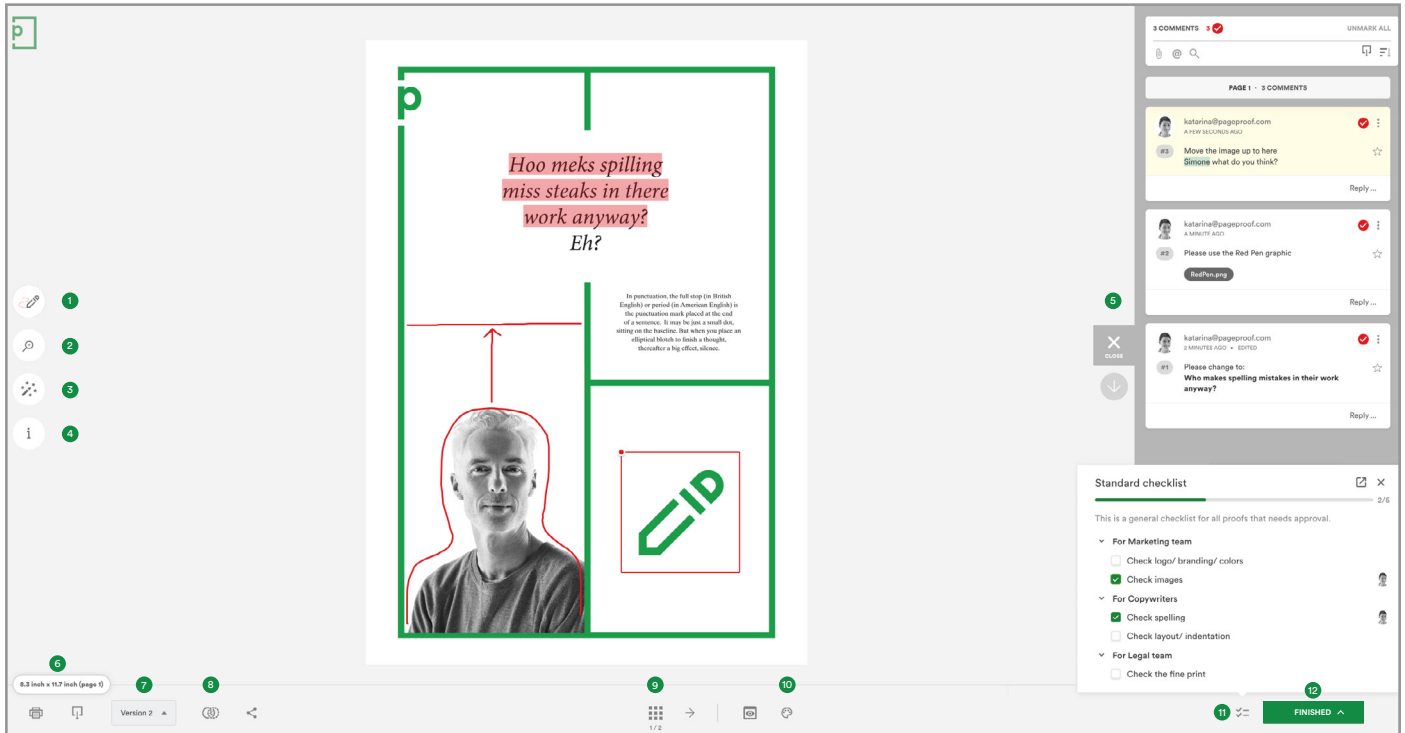 p
3 COMMENTS 3
UNMARK ALL
@
PAGE 1 · 3 COMMENTS
katarina@pageproof.com
A FEW SECONDS AGO
#3 Move the image up to here
Simone what do you think?
Reply ...
katarina@pageproof.com
A MINUTE AGO
#2 Please use the Red Pen graphic
RedPen.png
Reply ...
katarina@pageproof.com
2 MINUTES AGO • EDITED
#1 Please change to:
Who makes spelling mistakes in their work
anyway?
Reply ...
p
Hoo meks spilling
miss steaks in there
work anyway?
Eh?
In punctuation, the full stop (in British
English) or period (in American English) is
the punctuation mark placed at the end
of a sentence. It may be just a small dot,
sitting on the baseline. But when you place an
elliptical blotch to finish a thought,
thereafter a big effect, silence.
1
2
3
i 4
5
CLOSE
Standard checklist
2/5
This is a general checklist for all proofs that needs approval.
For Marketing team
Check logo/ branding/ colors
Check images
For Copywriters
Check spelling
Check layout/ indentation
For Legal team
Check the fine print
6
8.3 inch x 11.7 inch (page 1)
7
Version 2
8
9
1 / 2
10
11
12
FINISHED